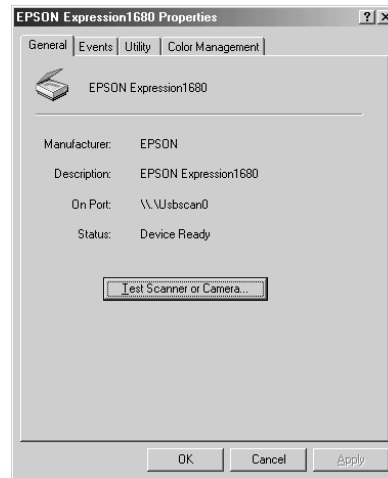 EPSON Expression1680 Properties
General Events Utility Color Management
EPSON Expression1680
Manufacturer: EPSON
Description: EPSON Expression1680
On Port: \\.\Usbscan0
Status: Device Ready
Test Scanner or Camera...
OK Cancel Apply